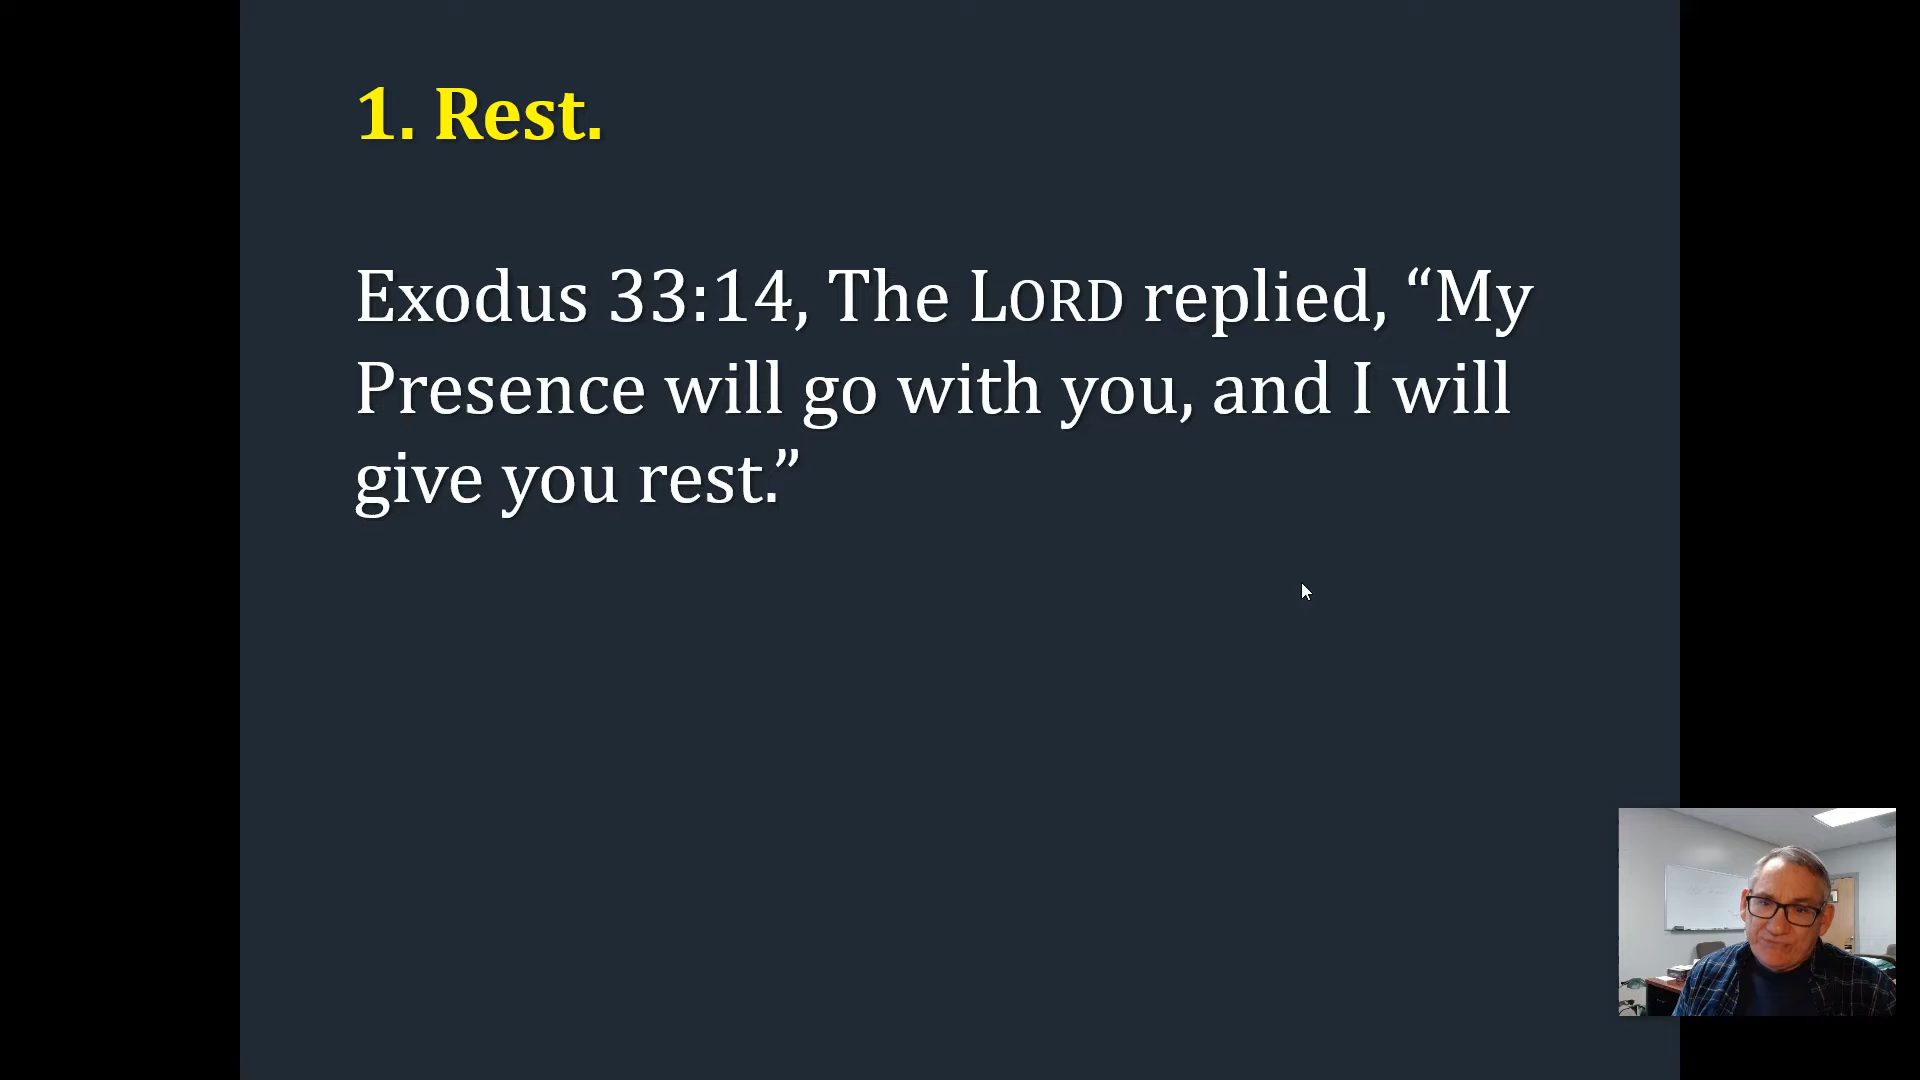 1. Rest.
Exodus 33:14, The LORD replied, “My
Presence will go with you, and I will
give you rest.”